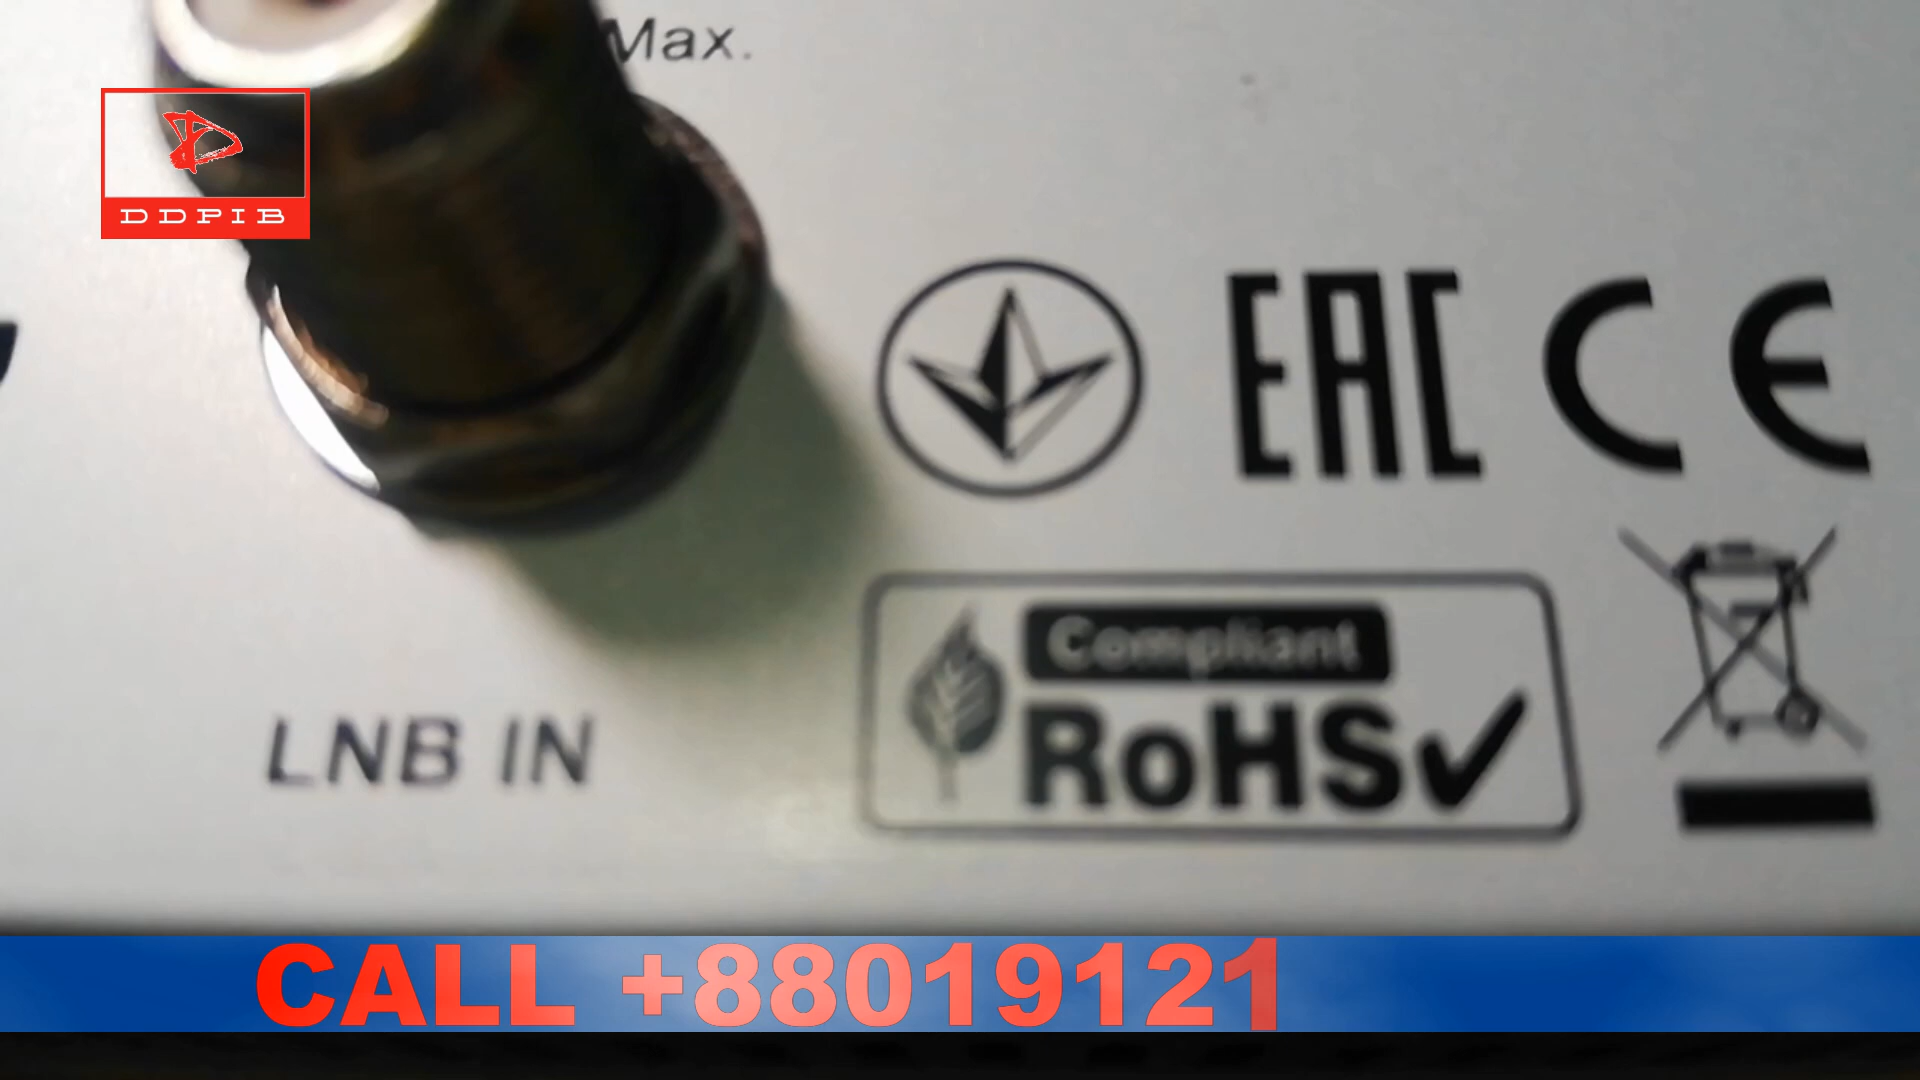 Max.
DDPIB
EAC CE
Compliant
RoHS
LNB IN
CALL +88019121